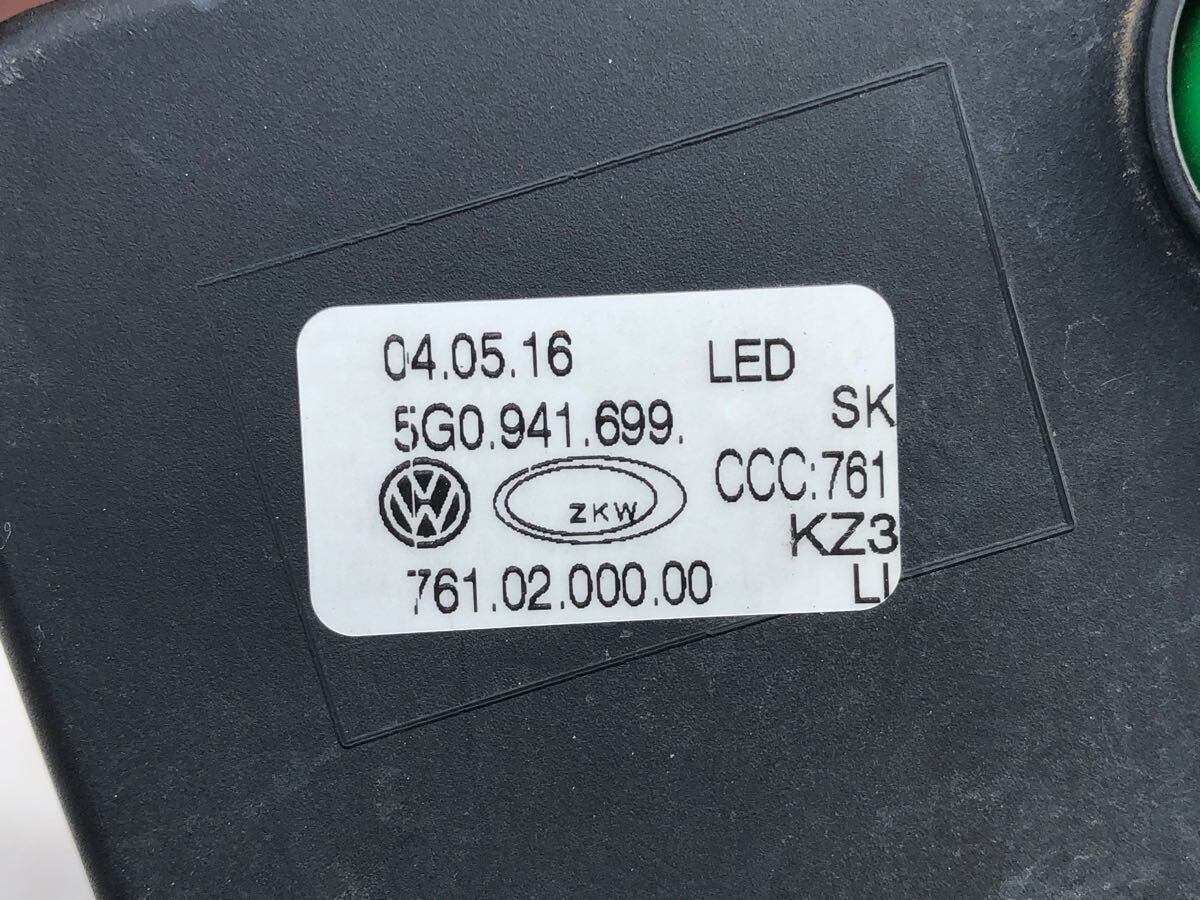 04.05.16 LED
SK
5G0.941.699.
CCC:761
ZKW
KZ3
761.02.000.00 LI